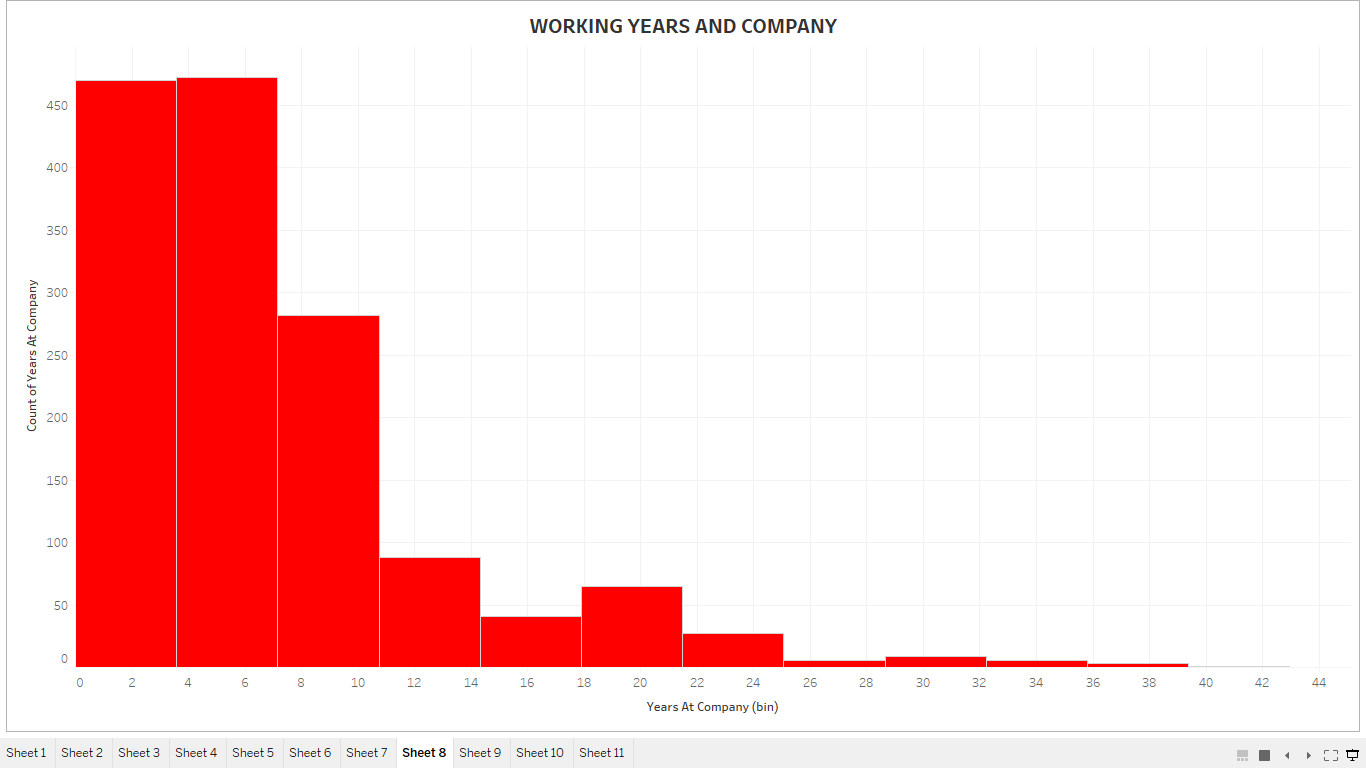 WORKING YEARS AND COMPANY
Count of Years At Company
450
400
350
300
250
200
150
100
50
0
0 2 4 6 8 10 12 14 16 18 20 22 24 26 28 30 32 34 36 38 40 42 44
Years At Company (bin)
Sheet 1 Sheet 2 Sheet 3 Sheet 4 Sheet 5 Sheet 6 Sheet 7 Sheet 8 Sheet 9 Sheet 10 Sheet 11